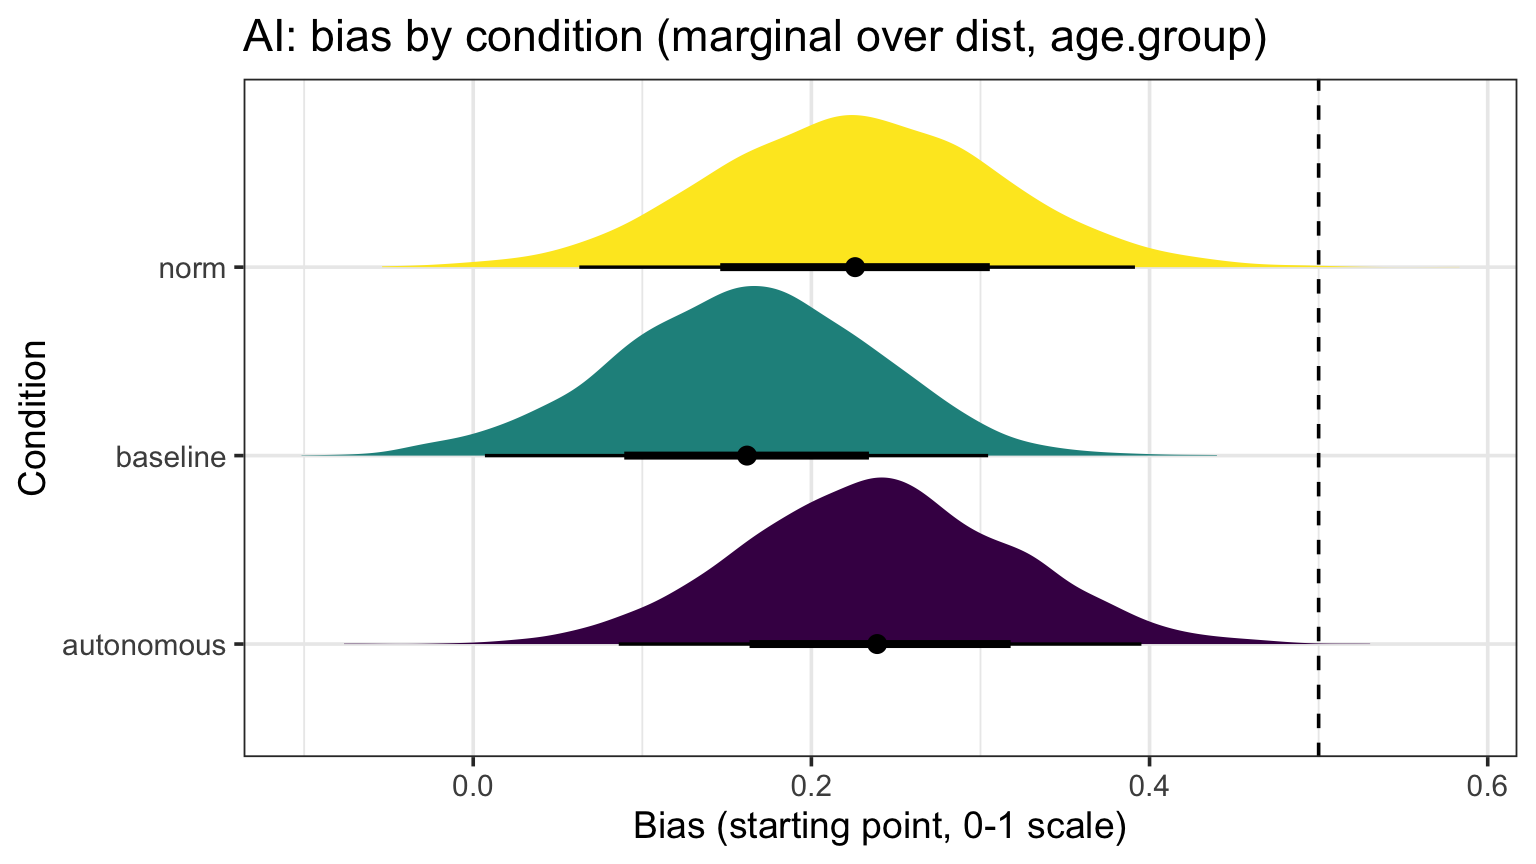 AI: bias by condition (marginal over dist, age.group)
Condition
norm
baseline
autonomous
0.0 0.2 0.4 0.6
Bias (starting point, 0-1 scale)